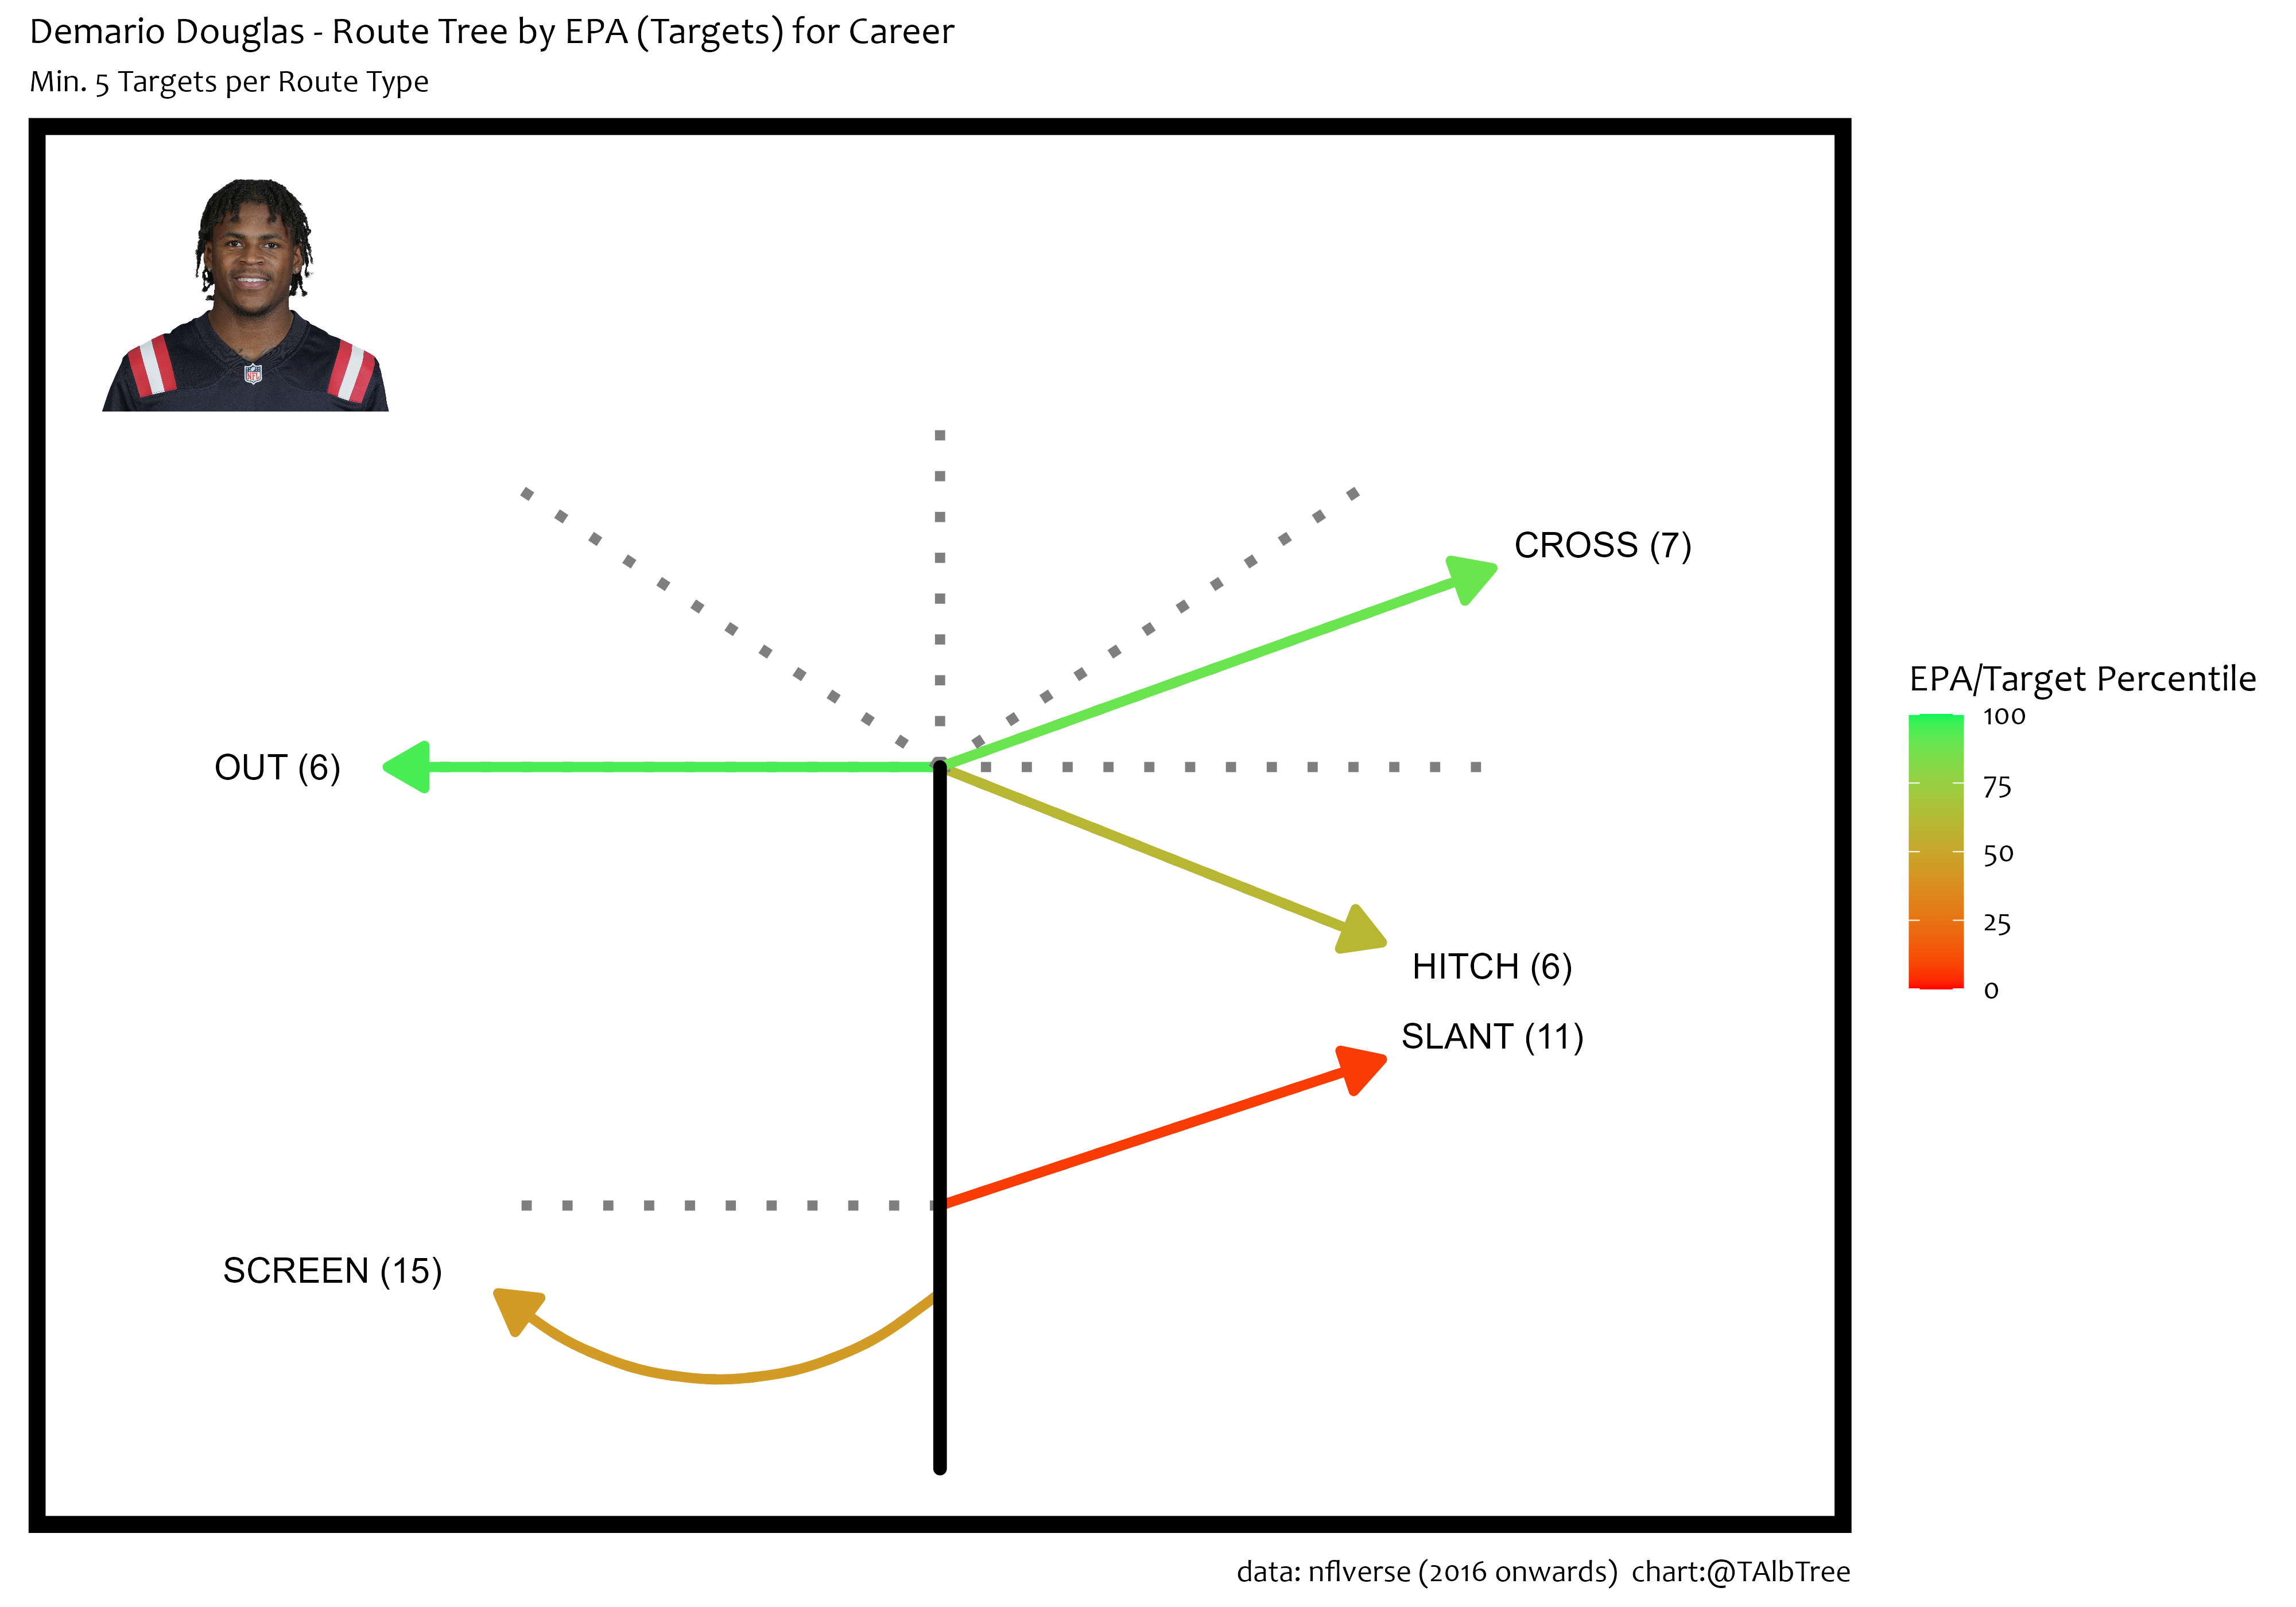 Demario Douglas - Route Tree by EPA (Targets) for Career
Min. 5 Targets per Route Type
CROSS (7)
OUT (6)
HITCH (6)
SLANT (11)
SCREEN (15)
EPA/Target Percentile
100
75
50
25
0
NFL
data: nflverse (2016 onwards)  chart:@TAlbTree